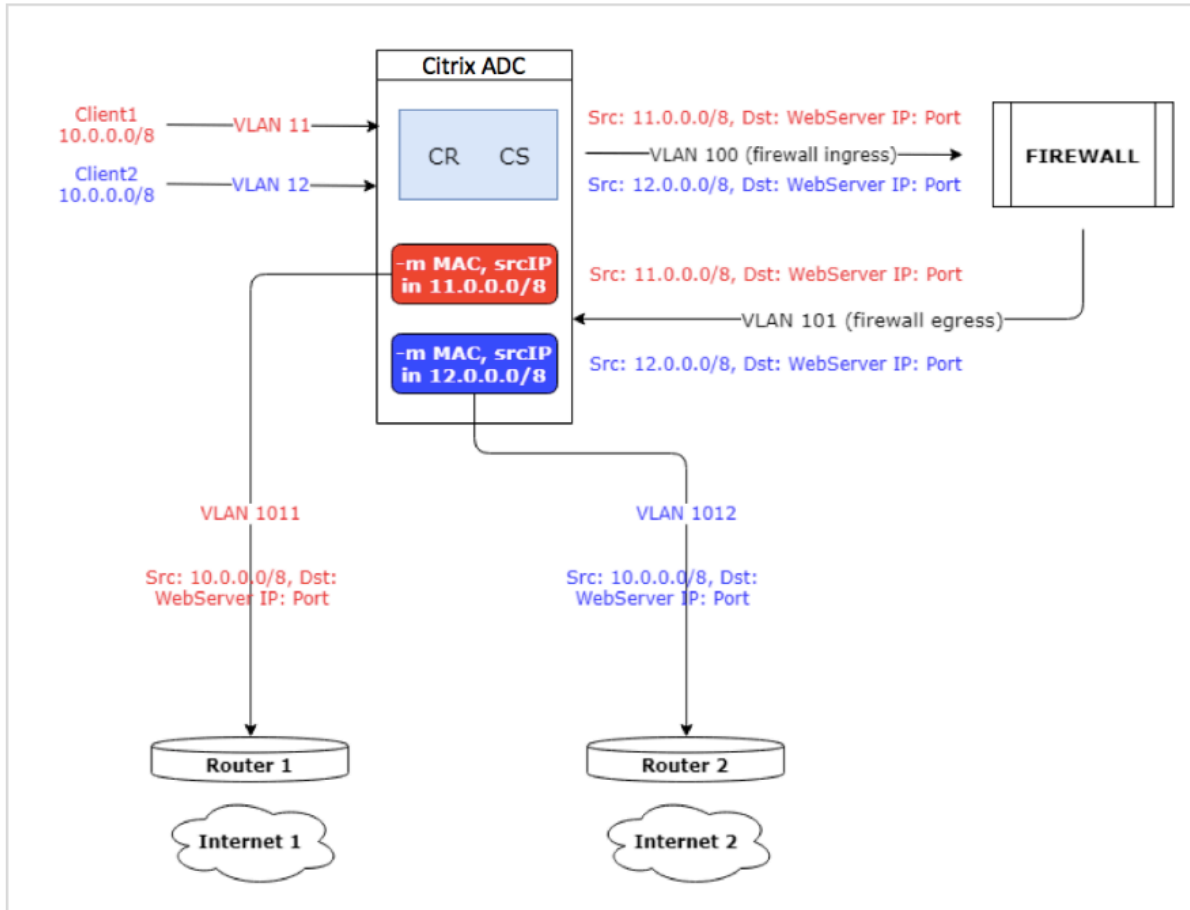 Citrix ADC
Client1
10.0.0.0/8
VLAN 11
Client2
10.0.0.0/8
VLAN 12
CR CS
Src: 11.0.0.0/8, Dst: WebServer IP: Port
VLAN 100 (firewall ingress)
Src: 12.0.0.0/8, Dst: WebServer IP: Port
FIREWALL
-m MAC, srcIP
in 11.0.0.0/8
Src: 11.0.0.0/8, Dst: WebServer IP: Port
VLAN 101 (firewall egress)
-m MAC, srcIP
in 12.0.0.0/8
Src: 12.0.0.0/8, Dst: WebServer IP: Port
VLAN 1011
Src: 10.0.0.0/8, Dst:
WebServer IP: Port
VLAN 1012
Src: 10.0.0.0/8, Dst:
WebServer IP: Port
Router 1
Router 2
Internet 1
Internet 2